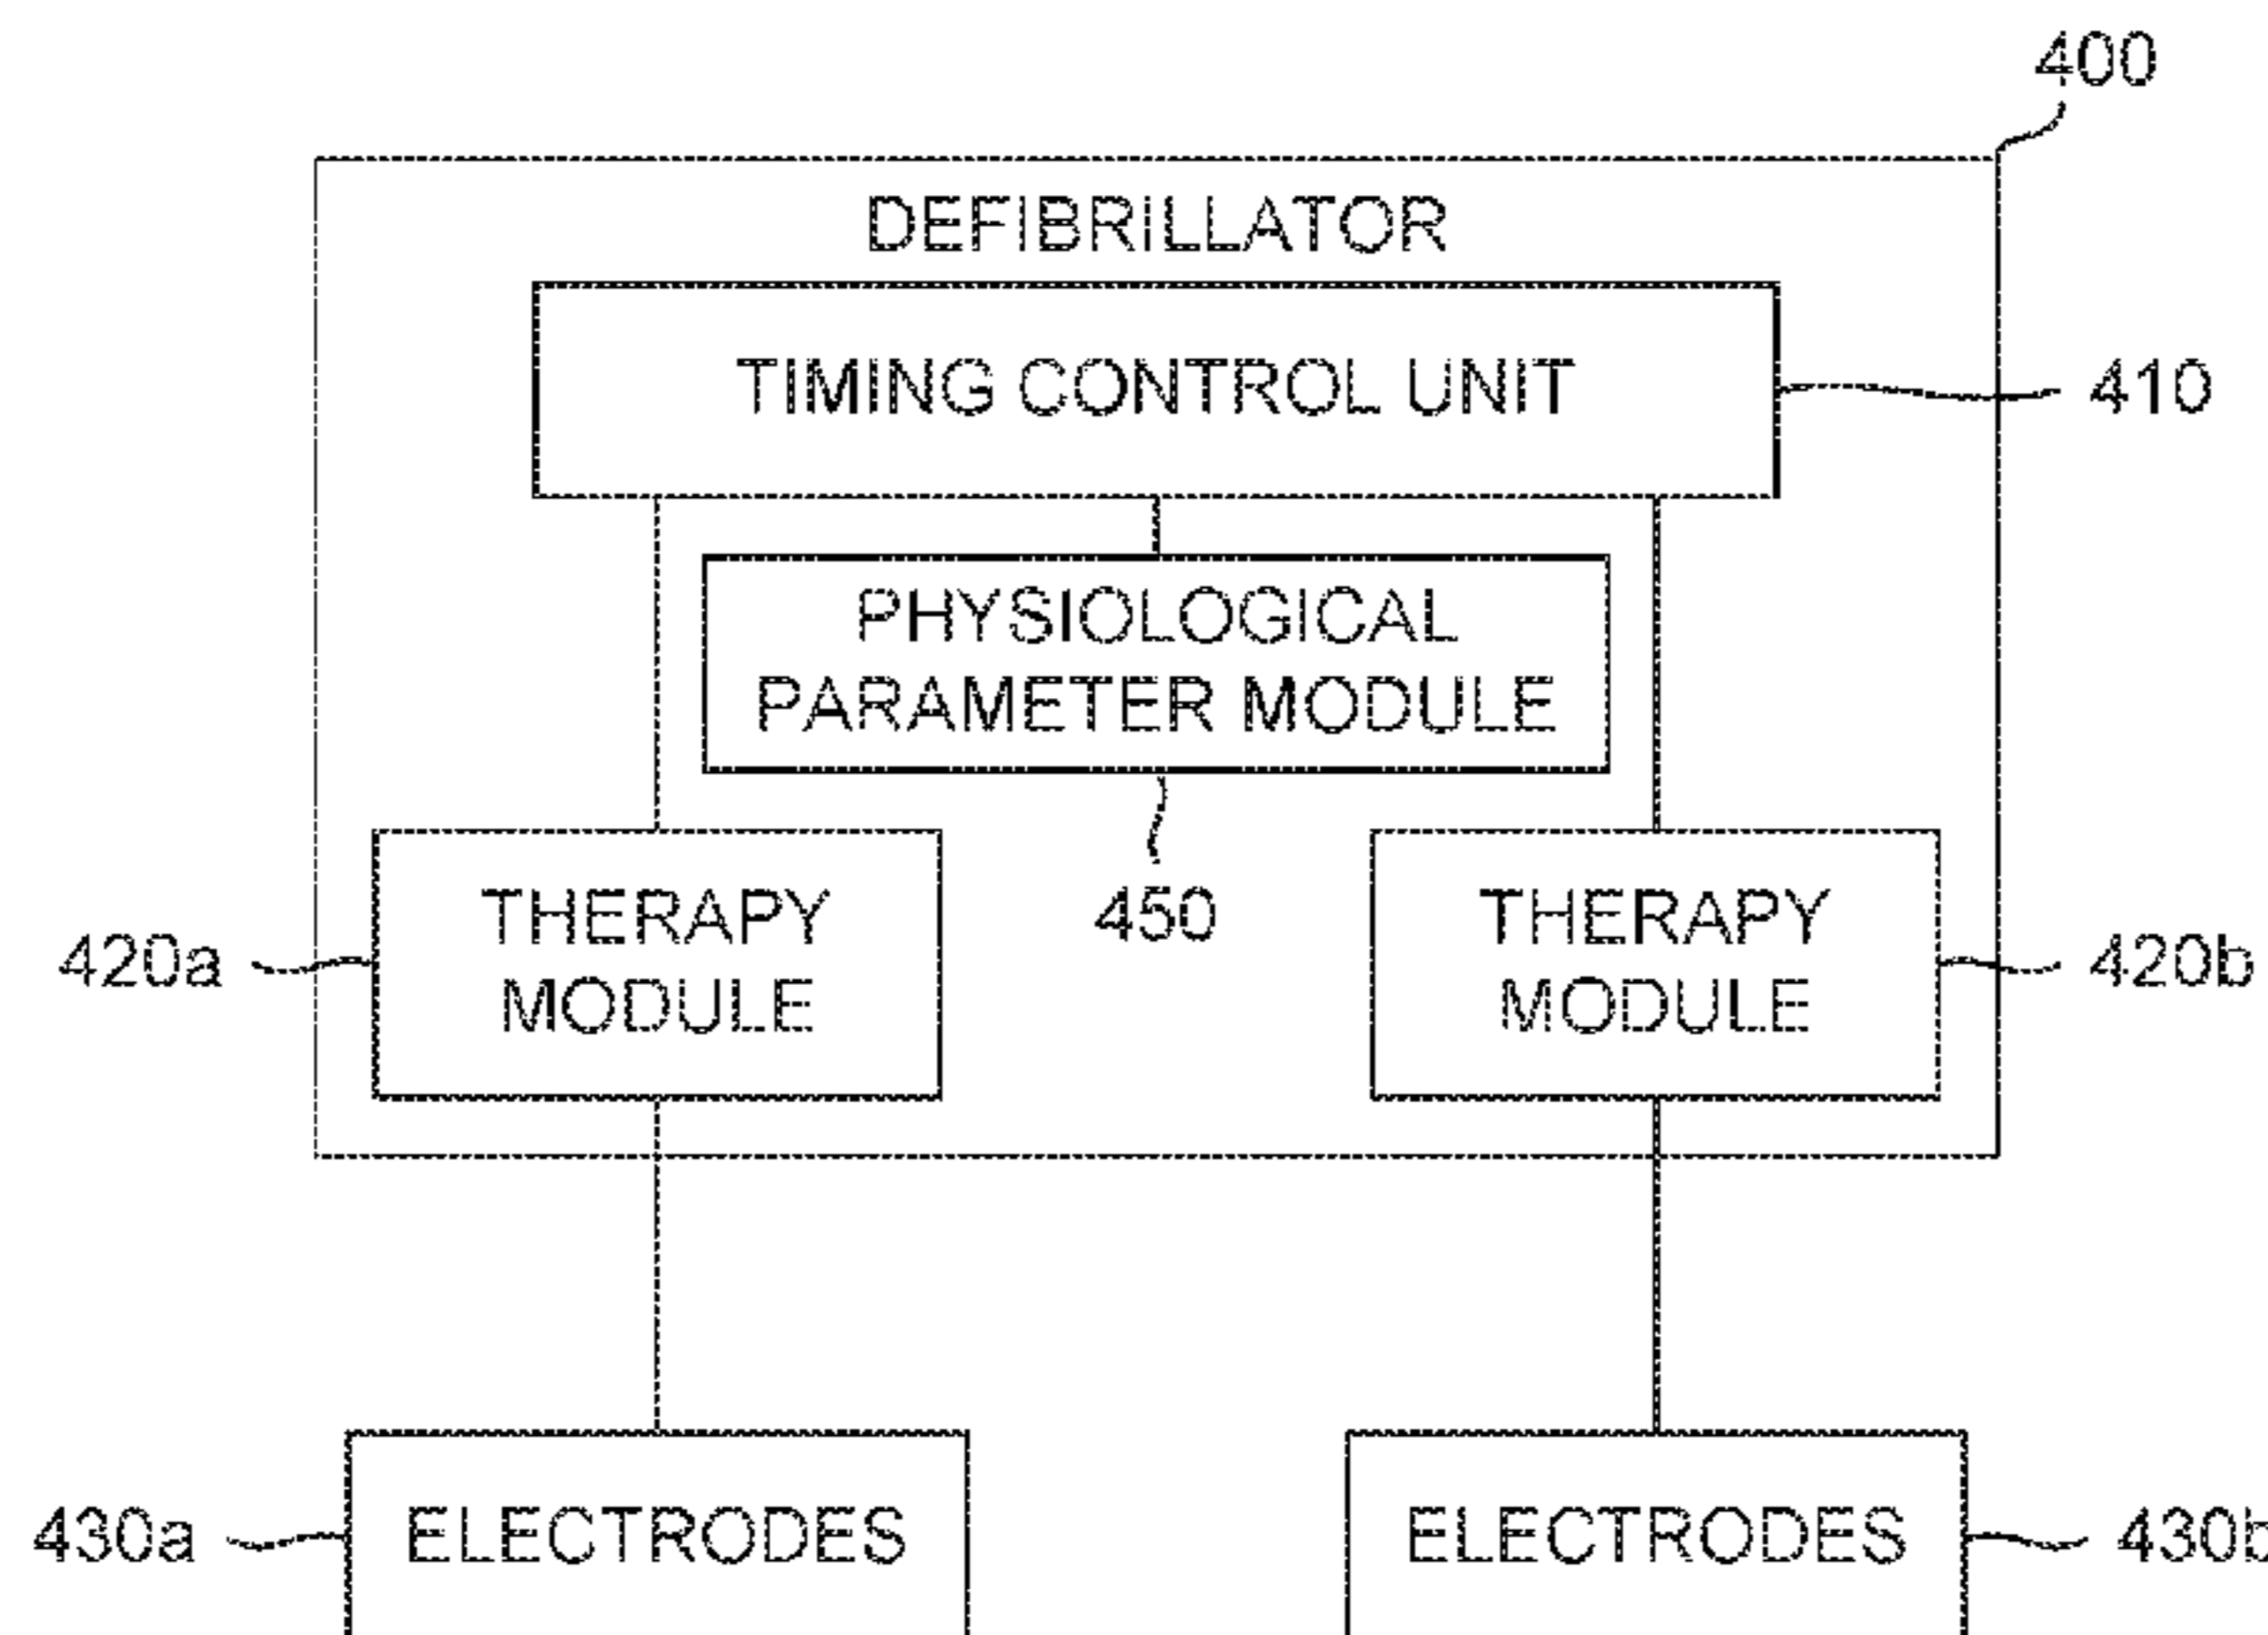 400
DEFIBRILLATOR
TIMING CONTROL UNIT
410
PHYSIOLOGICAL
PARAMETER MODULE
450
420a
THERAPY
MODULE
THERAPY
MODULE
420b
430a
ELECTRODES
ELECTRODES
430b